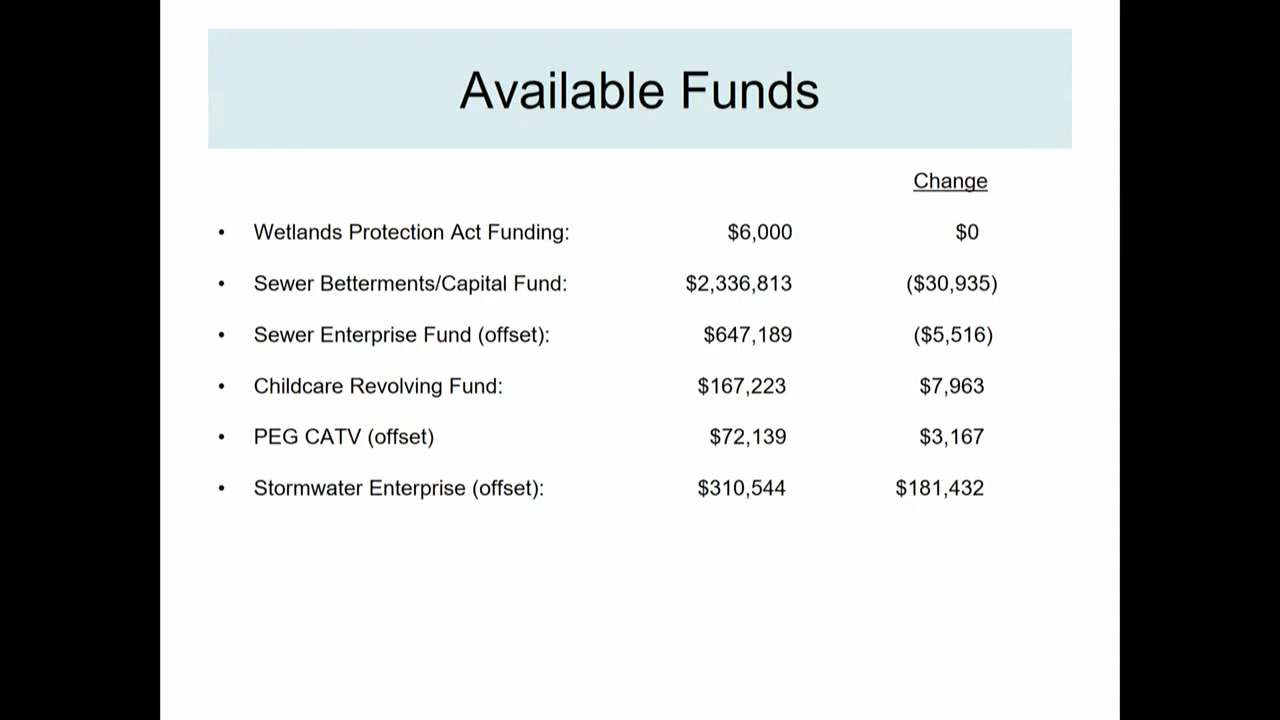 Available Funds
Change
• Wetlands Protection Act Funding: $6,000 $0
• Sewer Betterments/Capital Fund: $2,336,813 ($30,935)
• Sewer Enterprise Fund (offset): $647,189 ($5,516)
• Childcare Revolving Fund: $167,223 $7,963
• PEG CATV (offset) $72,139 $3,167
• Stormwater Enterprise (offset): $310,544 $181,432